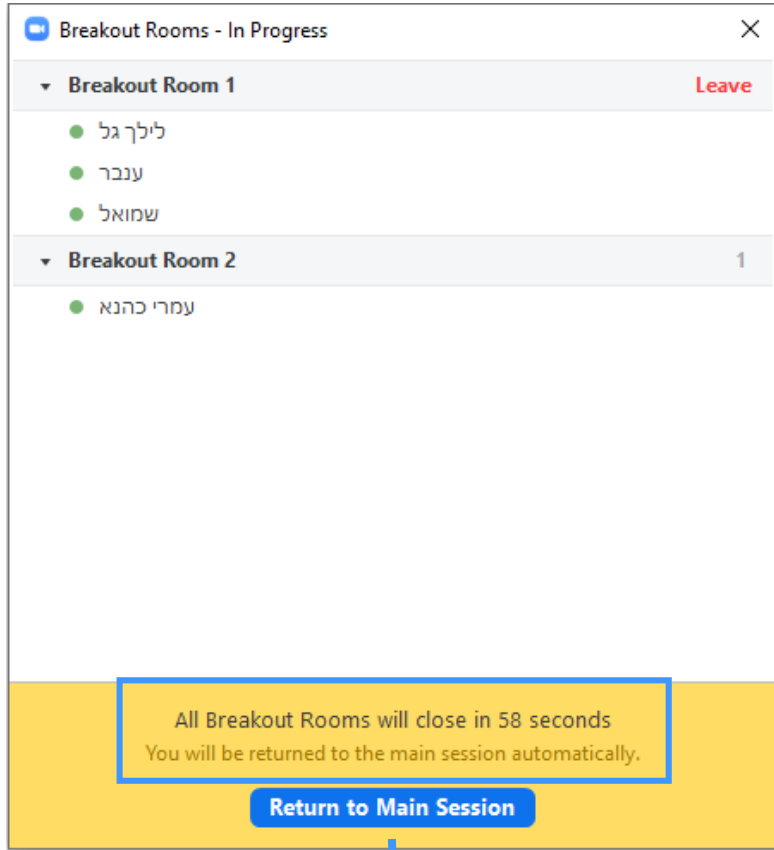 Breakout Rooms - In Progress
Breakout Room 1 Leave
לילך גל
ענבר
שמואל
Breakout Room 2 1
עמרי כהנא
All Breakout Rooms will close in 58 seconds
You will be returned to the main session automatically.
Return to Main Session